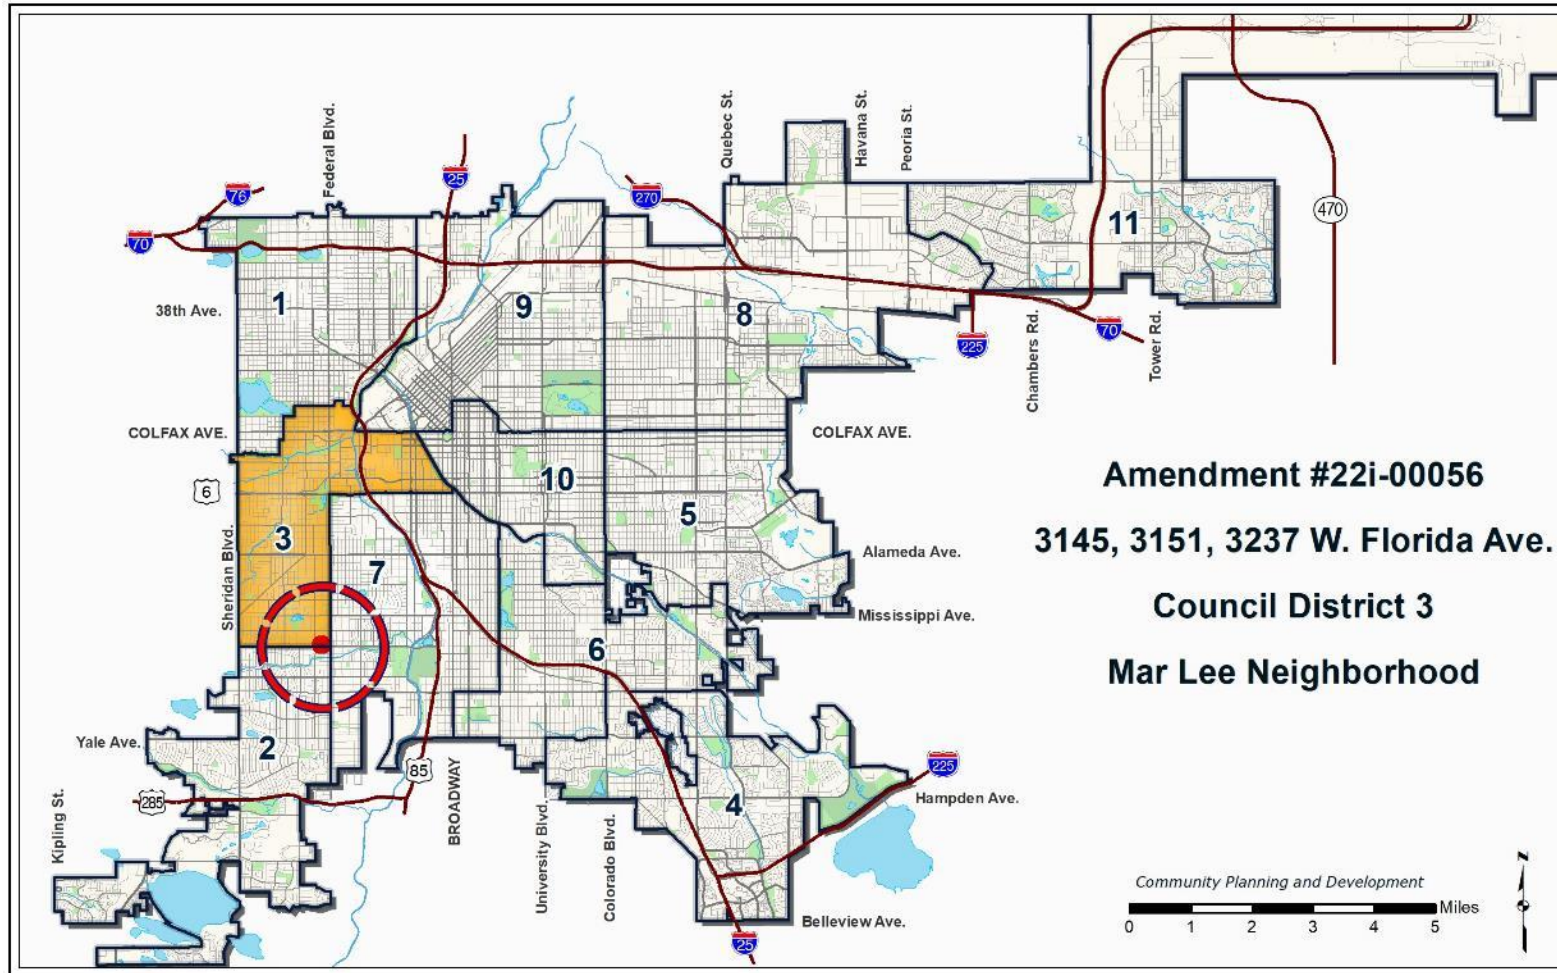 Federal Blvd.
Quebec St.
Havana St.
Peoria St.
76
25
270
70
470
11
1
9
8
38th Ave.
225
70
Chambers Rd.
Tower Rd.
COLFAX AVE.
COLFAX AVE.
6
10
5
3
7
Sheridan Blvd.
Alameda Ave.
Mississippi Ave.
6
Amendment #22i-00056
3145, 3151, 3237 W. Florida Ave.
Council District 3
Mar Lee Neighborhood
Yale Ave.
2
85
285
Kipling St.
BROADWAY
University Blvd.
Colorado Blvd.
4
225
Hampden Ave.
Belleview Ave.
25
Community Planning and Development
Miles
0 1 2 3 4 5
N